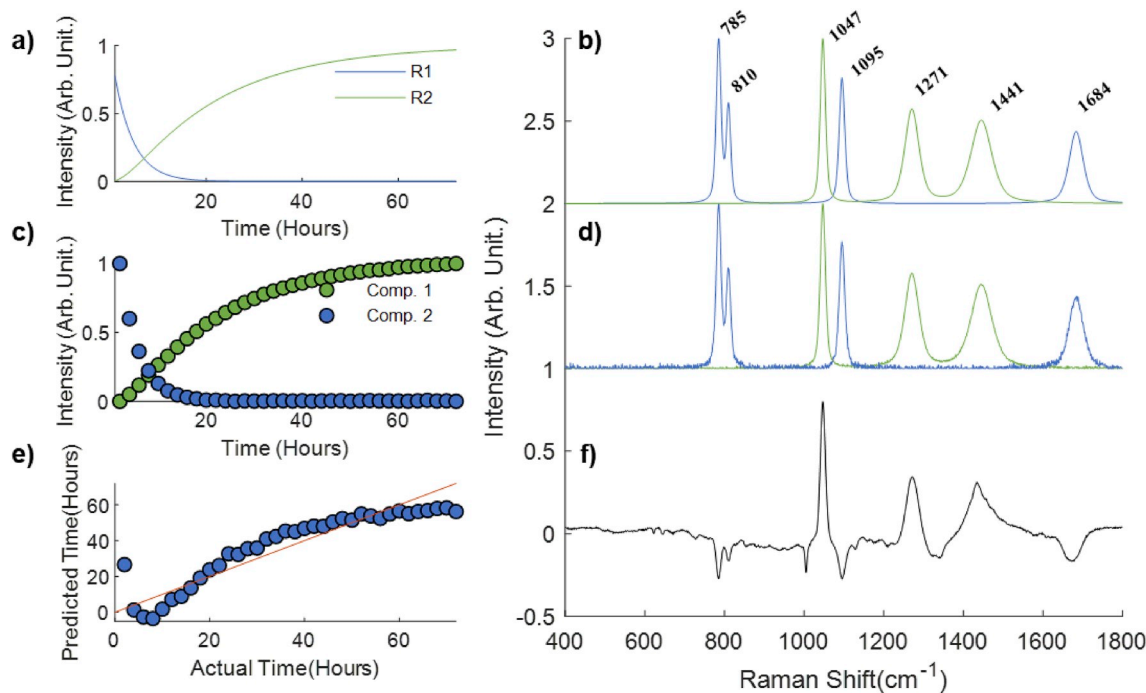 a)
Intensity (Arb. Unit.)
1
0.5
0
R1
R2
20
40
60
Time (Hours)
c)
Intensity (Arb. Unit.)
1
0.5
0
Comp. 1
Comp. 2
20
40
60
Time (Hours)
e)
Predicted Time(Hours)
60
40
20
0
0
20
40
60
Actual Time(Hours)
b)
785
810
1047
1095
1271
1441
1684
3
2.5
2
d)
1.5
1
Intensity (Arb. Unit.)
f)
0.5
0
-0.5
400
600
800
1000
1200
1400
1600
1800
Raman Shift(cm⁻¹)